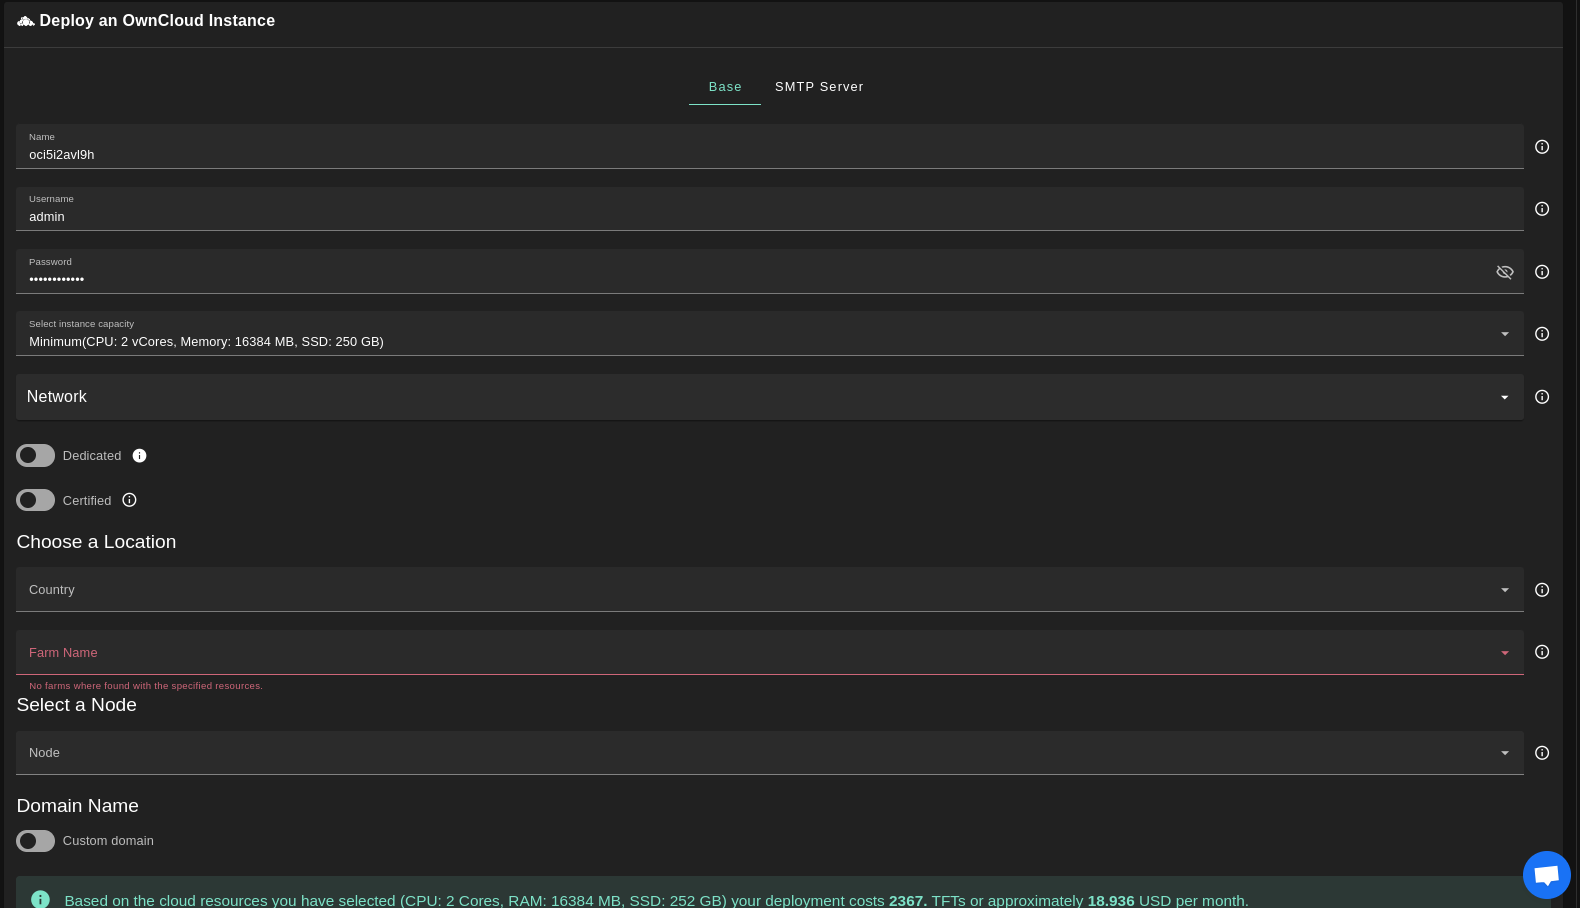 Deploy an OwnCloud Instance
Base SMTP Server
Name
oci5i2avl9h
Username
admin
Password
••••••••••••
Select instance capacity
Minimum(CPU: 2 vCores, Memory: 16384 MB, SSD: 250 GB)
Network
Dedicated
Certified
Choose a Location
Country
Farm Name
No farms where found with the specified resources.
Select a Node
Node
Domain Name
Custom domain
Based on the cloud resources you have selected (CPU: 2 Cores, RAM: 16384 MB, SSD: 252 GB) your deployment costs 2367. TFTs or approximately 18.936 USD per month.